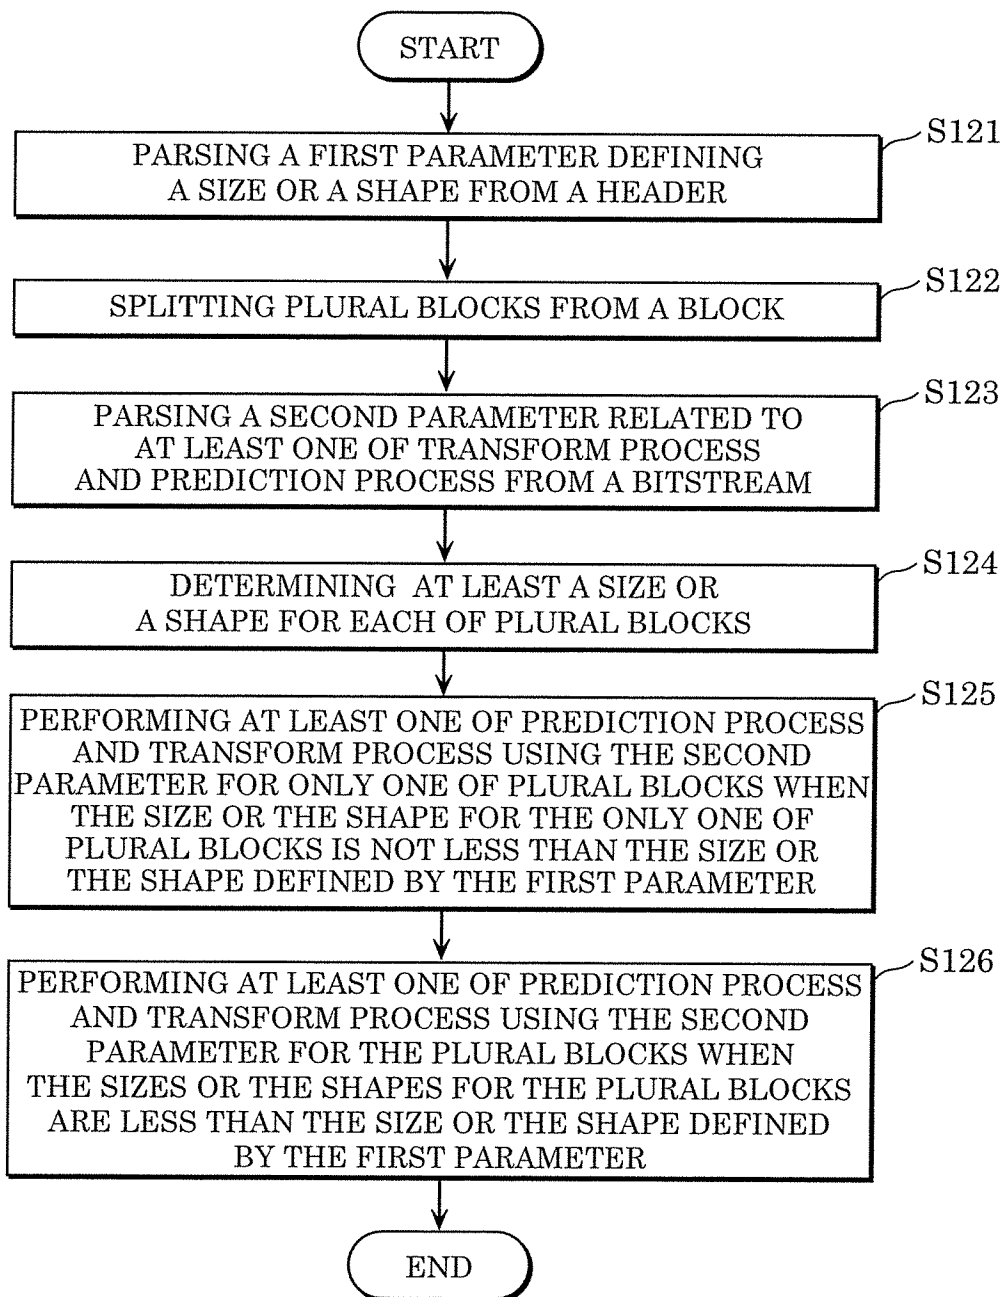 START
S121
PARSING A FIRST PARAMETER DEFINING
A SIZE OR A SHAPE FROM A HEADER
S122
SPLITTING PLURAL BLOCKS FROM A BLOCK
S123
PARSING A SECOND PARAMETER RELATED TO
AT LEAST ONE OF TRANSFORM PROCESS
AND PREDICTION PROCESS FROM A BITSTREAM
S124
DETERMINING AT LEAST A SIZE OR
A SHAPE FOR EACH OF PLURAL BLOCKS
S125
PERFORMING AT LEAST ONE OF PREDICTION PROCESS
AND TRANSFORM PROCESS USING THE SECOND
PARAMETER FOR ONLY ONE OF PLURAL BLOCKS WHEN
THE SIZE OR THE SHAPE FOR THE ONLY ONE OF
PLURAL BLOCKS IS NOT LESS THAN THE SIZE OR
THE SHAPE DEFINED BY THE FIRST PARAMETER
S126
PERFORMING AT LEAST ONE OF PREDICTION PROCESS
AND TRANSFORM PROCESS USING THE SECOND
PARAMETER FOR THE PLURAL BLOCKS WHEN
THE SIZES OR THE SHAPES FOR THE PLURAL BLOCKS
ARE LESS THAN THE SIZE OR THE SHAPE DEFINED
BY THE FIRST PARAMETER
END